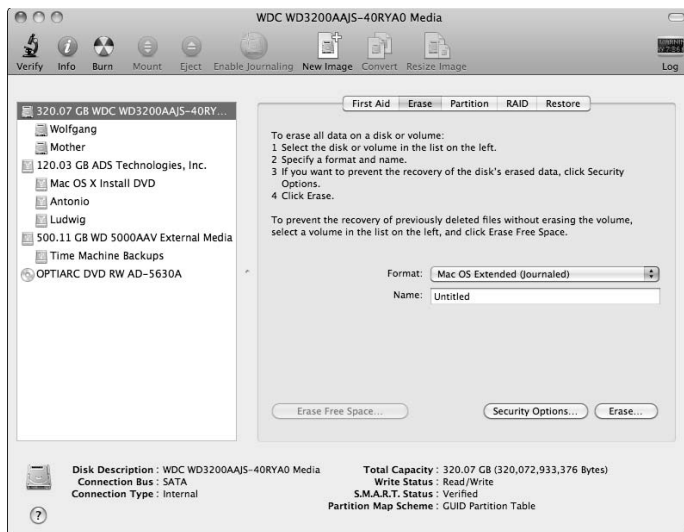 WDC WD3200AAJS-40RYA0 Media
Verify Info Burn Mount Eject Enable Journaling New Image Convert Resize Image Log
First Aid Erase Partition RAID Restore
320.07 GB WDC WD3200AAJS-40RY...
Wolfgang
Mother
120.03 GB ADS Technologies, Inc.
Mac OS X Install DVD
Antonio
Ludwig
500.11 GB WD 5000AAV External Media
Time Machine Backups
OPTIARC DVD RW AD-5630A
To erase all data on a disk or volume:
1 Select the disk or volume in the list on the left.
2 Specify a format and name.
3 If you want to prevent the recovery of the disk's erased data, click Security
Options.
4 Click Erase.
To prevent the recovery of previously deleted files without erasing the volume,
select a volume in the list on the left, and click Erase Free Space.
Format: Mac OS Extended (Journaled)
Name: Untitled
Erase Free Space... Security Options... Erase...
Disk Description : WDC WD3200AAJS-40RYA0 Media
Connection Bus : SATA
Connection Type : Internal
Total Capacity : 320.07 GB (320,072,933,376 Bytes)
Write Status : Read/Write
S.M.A.R.T. Status : Verified
Partition Map Scheme : GUID Partition Table
?